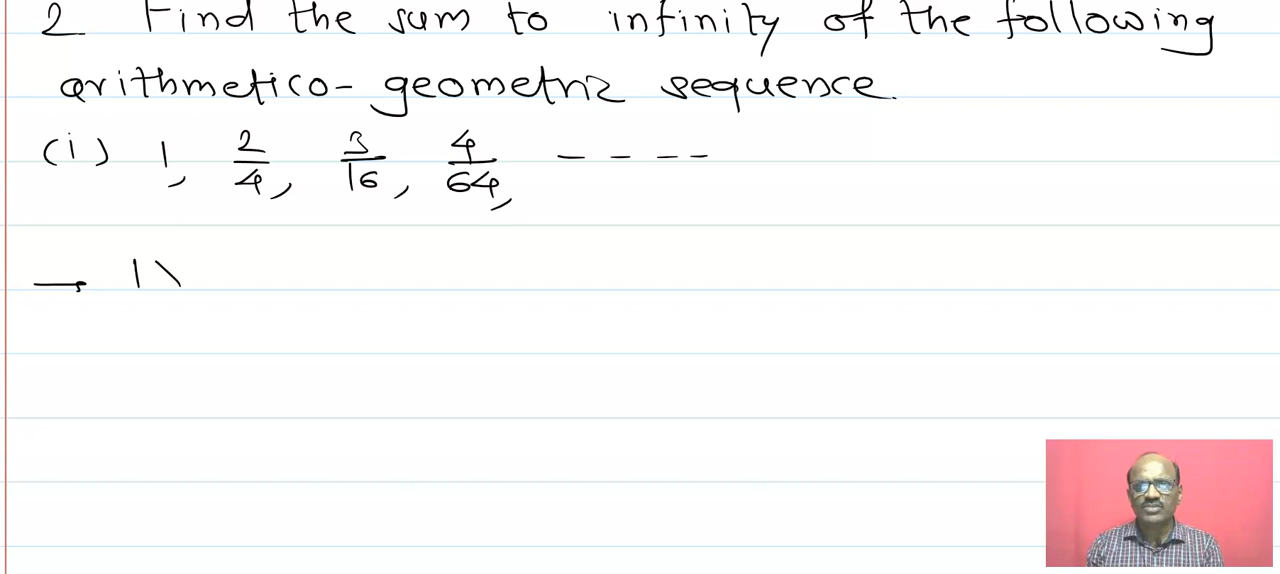 2 Find the sum to infinity of the following
arithmetico-geometric sequence.
(i) 1, 2/4, 3/16, 4/64, ----
→ 1